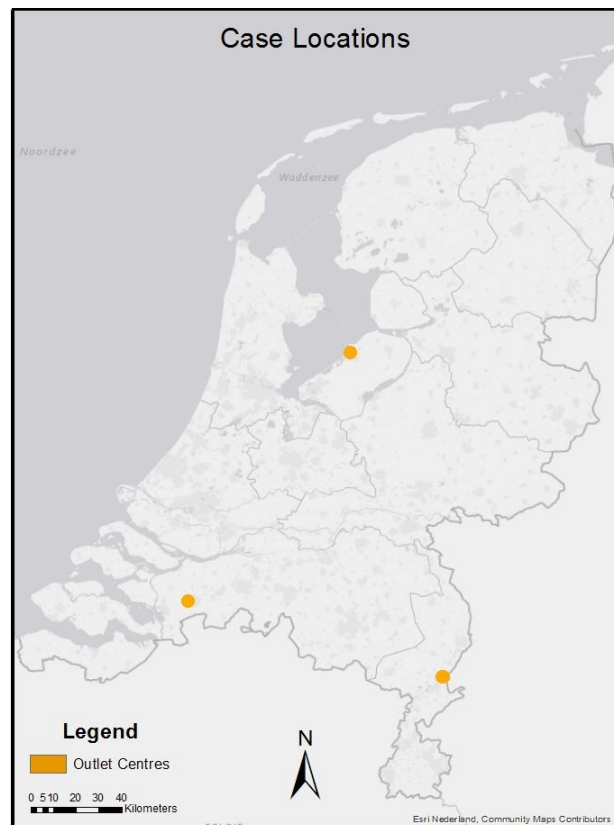 Case Locations
Noordzee
Waddenzee
Legend
Outlet Centres
N
0 5 10 20 30 40
Kilometers
Esri Nederland, Community Maps Contributors